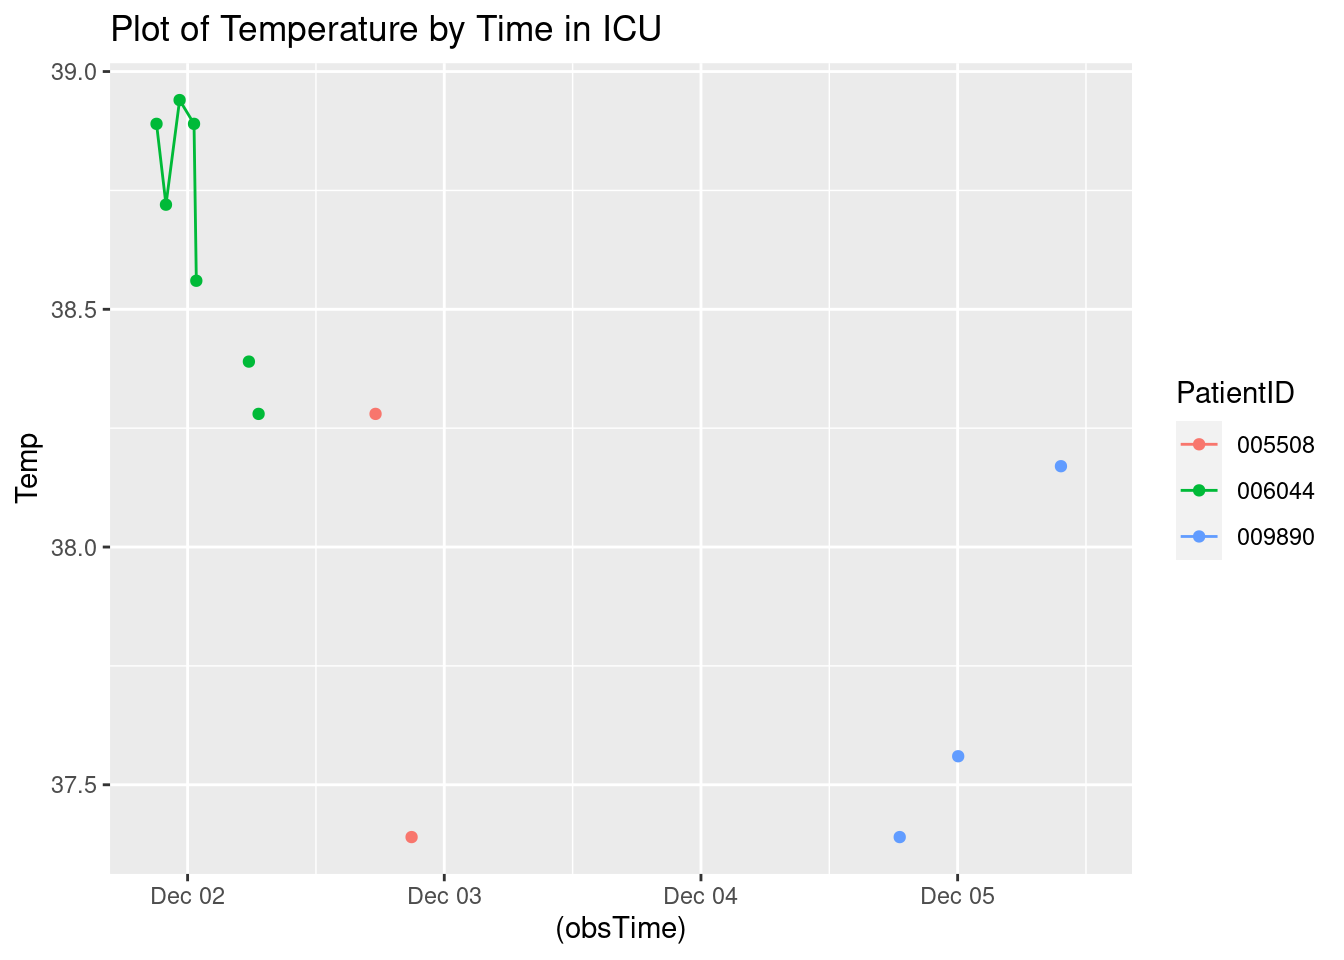 Plot of Temperature by Time in ICU
39.0
38.5
38.0
37.5
Temp
Dec 02
Dec 03
Dec 04
Dec 05
(obsTime)
PatientID
005508
006044
009890